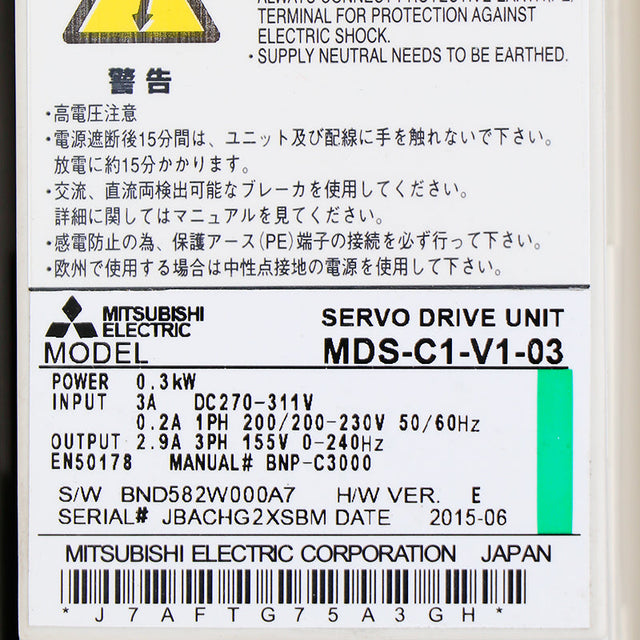 TERMINAL FOR PROTECTION AGAINST
ELECTRIC SHOCK.
・SUPPLY NEUTRAL NEEDS TO BE EARTHED.
警告
・高電圧注意
・電源遮断後15分間は、ユニット及び配線に手を触れないで下さい。
放電に約15分かかります。
・交流、直流両検出可能なブレーカを使用してください。
詳細に関してはマニュアルを見てください。
・感電防止の為、保護アース(PE)端子の接続を必ず行って下さい。
・欧州で使用する場合は中性点接地の電源を使用して下さい。
MITSUBISHI
ELECTRIC
SERVO DRIVE UNIT
MODEL MDS-C1-V1-03
POWER 0.3kW
INPUT 3A DC270-311V
0.2A 1PH 200/200-230V 50/60Hz
OUTPUT 2.9A 3PH 155V 0-240Hz
EN50178 MANUAL# BNP-C3000
S/W BND582W000A7 H/W VER. E
SERIAL# JBACHG2XSBM DATE 2015-06
MITSUBISHI ELECTRIC CORPORATION JAPAN
*J7AFTG75A3GH*